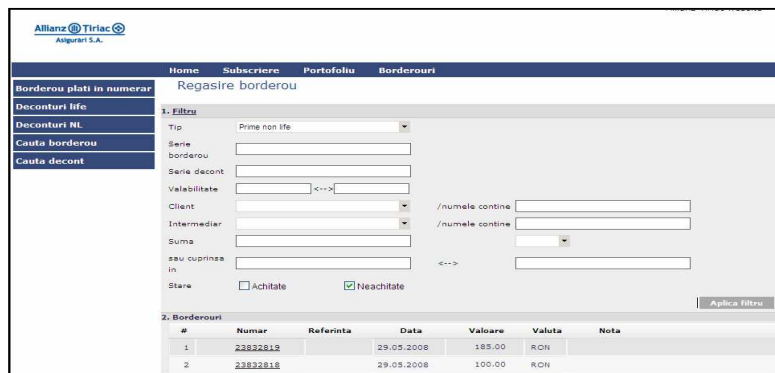 Allianz Tiriac
Asigurari S.A.
Home Subscriere Portofoliu Borderouri
Borderou plati in numerar
Deconturi life
Deconturi NL
Cauta borderou
Cauta decont
Regasire borderou
1. Filtru
Tip Prime non life
Serie
borderou
Serie decont
Valabilitate <-->
Client /numele contine
Intermediar /numele contine
Suma
sau cuprinsa <-->
in
Stare Achitate Neachitate
Aplica filtru
2. Borderouri
# Numar Referinta Data Valoare Valuta Nota
1 23832819 29.05.2008 185.00 RON
2 23832818 29.05.2008 100.00 RON